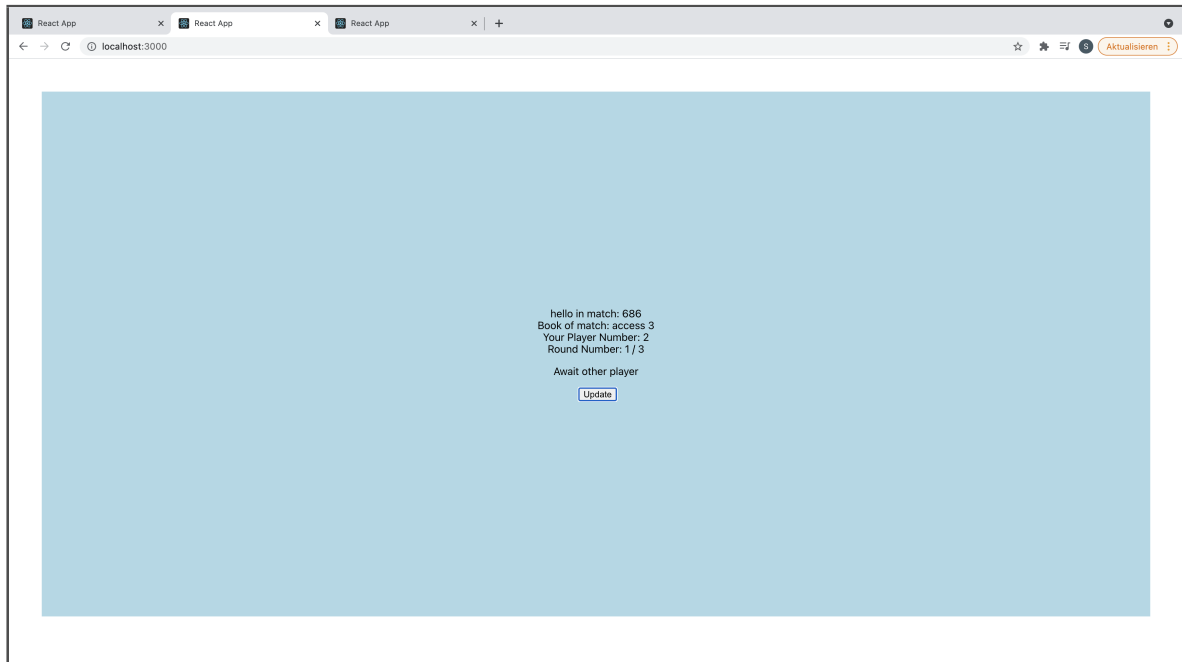 React App
React App
React App
localhost:3000
S
Aktualisieren
hello in match: 686
Book of match: access 3
Your Player Number: 2
Round Number: 1 / 3
Await other player
Update